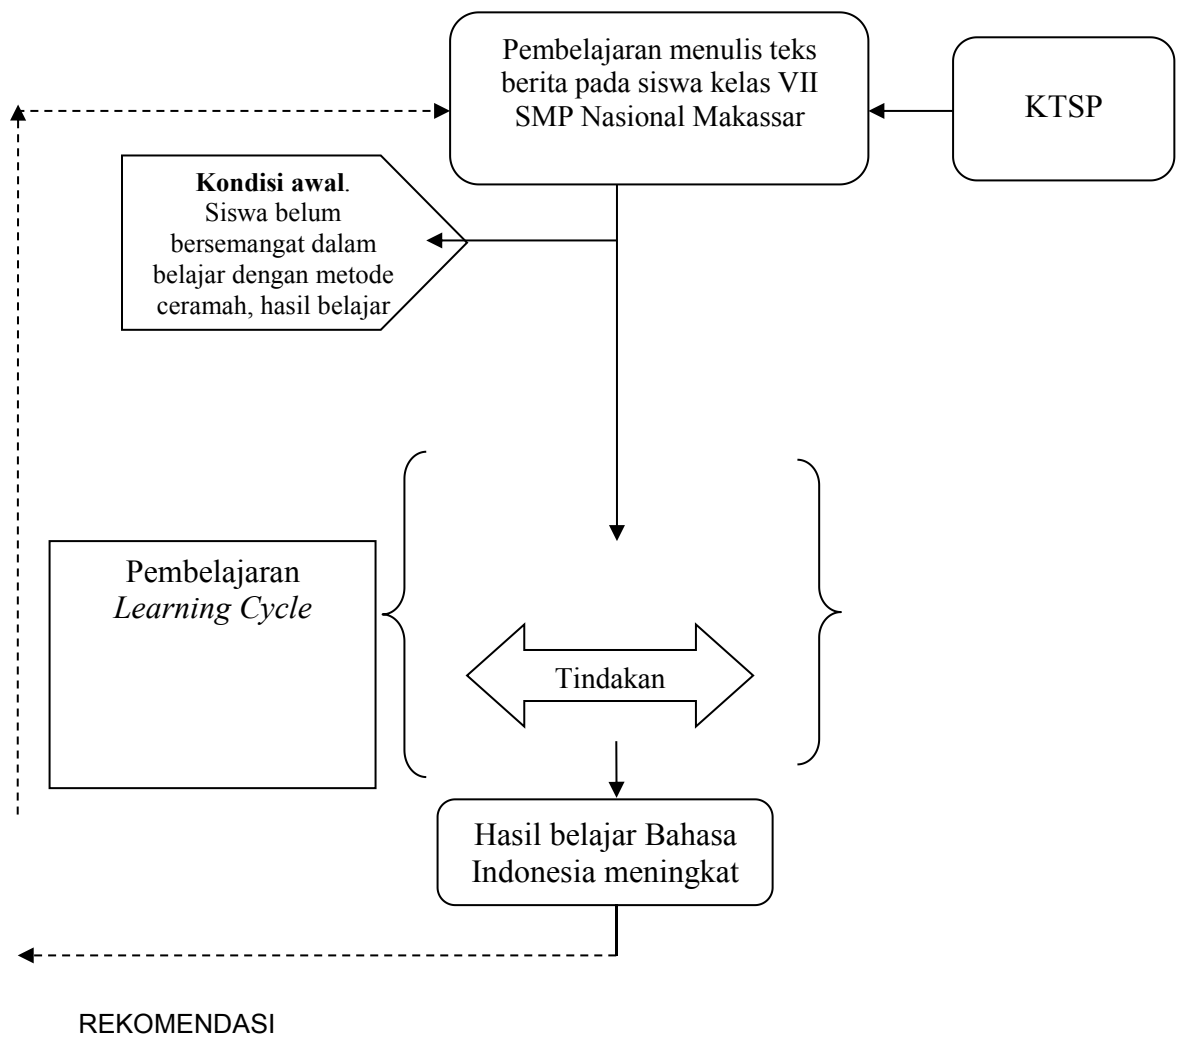 Pembelajaran menulis teks
berita pada siswa kelas VII
SMP Nasional Makassar
KTSP
Kondisi awal.
Siswa belum
bersemangat dalam
belajar dengan metode
ceramah, hasil belajar
Pembelajaran
Learning Cycle
Tindakan
Hasil belajar Bahasa
Indonesia meningkat
REKOMENDASI